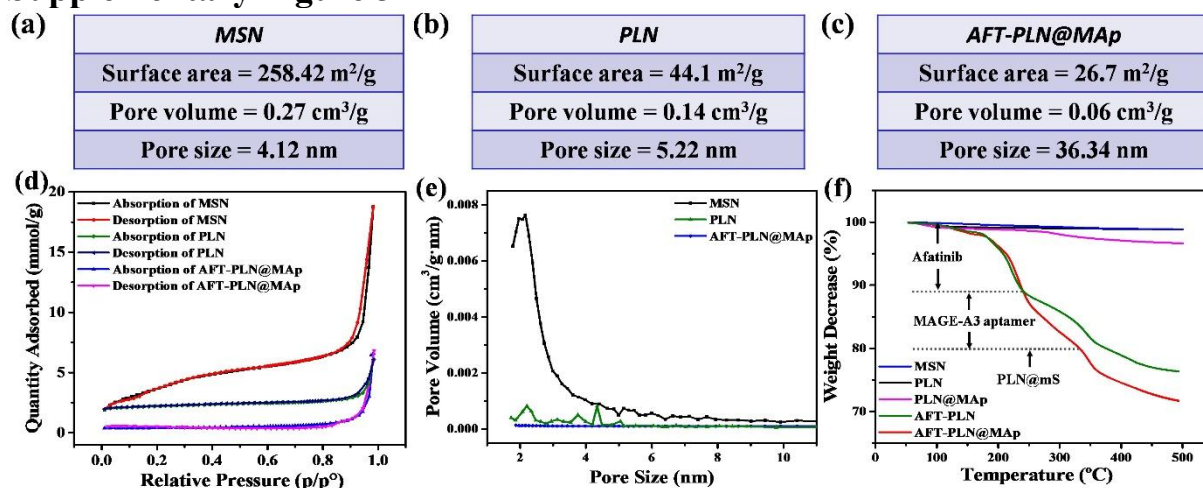 (a)
MSN
Surface area = 258.42 m²/g
Pore volume = 0.27 cm³/g
Pore size = 4.12 nm
(b)
PLN
Surface area = 44.1 m²/g
Pore volume = 0.14 cm³/g
Pore size = 5.22 nm
(c)
AFT-PLN@MAp
Surface area = 26.7 m²/g
Pore volume = 0.06 cm³/g
Pore size = 36.34 nm
(d)
Quantity Adsorbed (mmol/g)
20
15
10
5
0
Absorption of MSN
Desorption of MSN
Absorption of PLN
Desorption of PLN
Absorption of AFT-PLN@MAp
Desorption of AFT-PLN@MAp
0.0 0.2 0.4 0.6 0.8 1.0
Relative Pressure (p/p°)
(e)
Pore Volume (cm³/g·nm)
0.008
0.006
0.004
0.002
0.000
MSN
PLN
AFT-PLN@MAp
2 4 6 8 10
Pore Size (nm)
(f)
Weight Decrease (%)
100
90
80
70
Afatinib
MAGE-A3 aptamer
PLN@mS
MSN
PLN
PLN@MAp
AFT-PLN
AFT-PLN@MAp
0 100 200 300 400 500
Temperature (°C)